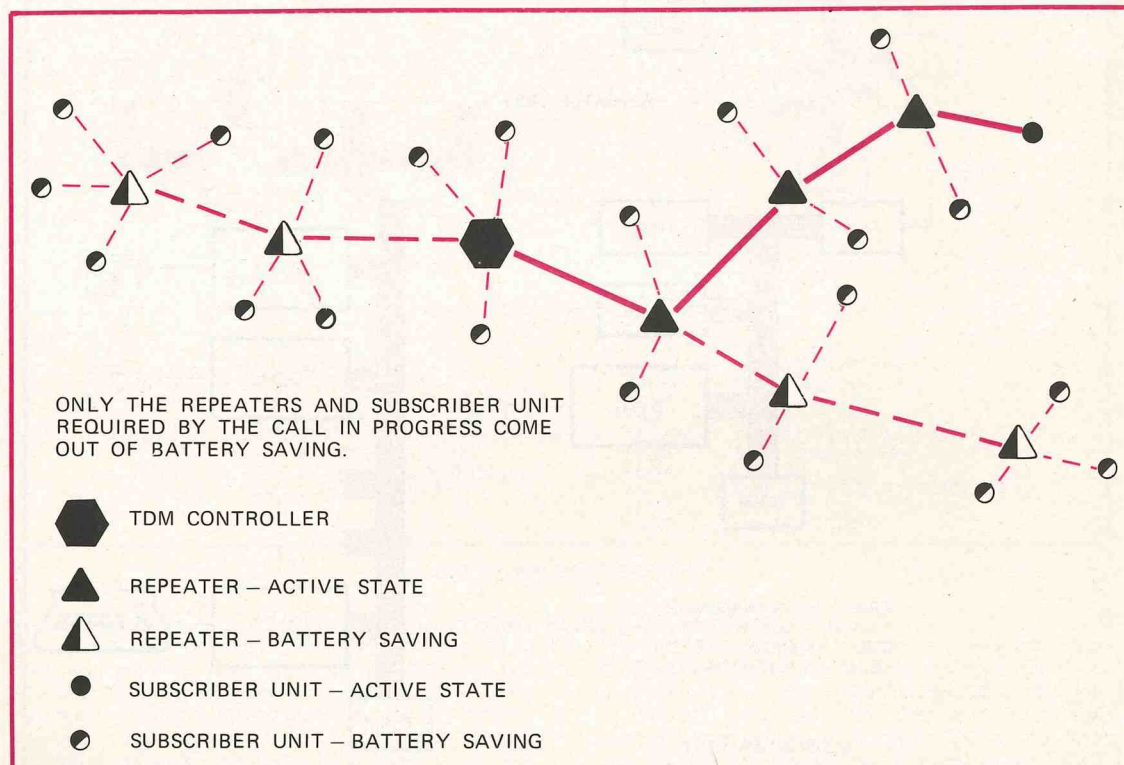 ONLY THE REPEATERS AND SUBSCRIBER UNIT
REQUIRED BY THE CALL IN PROGRESS COME
OUT OF BATTERY SAVING.
TDM CONTROLLER
REPEATER – ACTIVE STATE
REPEATER – BATTERY SAVING
SUBSCRIBER UNIT – ACTIVE STATE
SUBSCRIBER UNIT – BATTERY SAVING